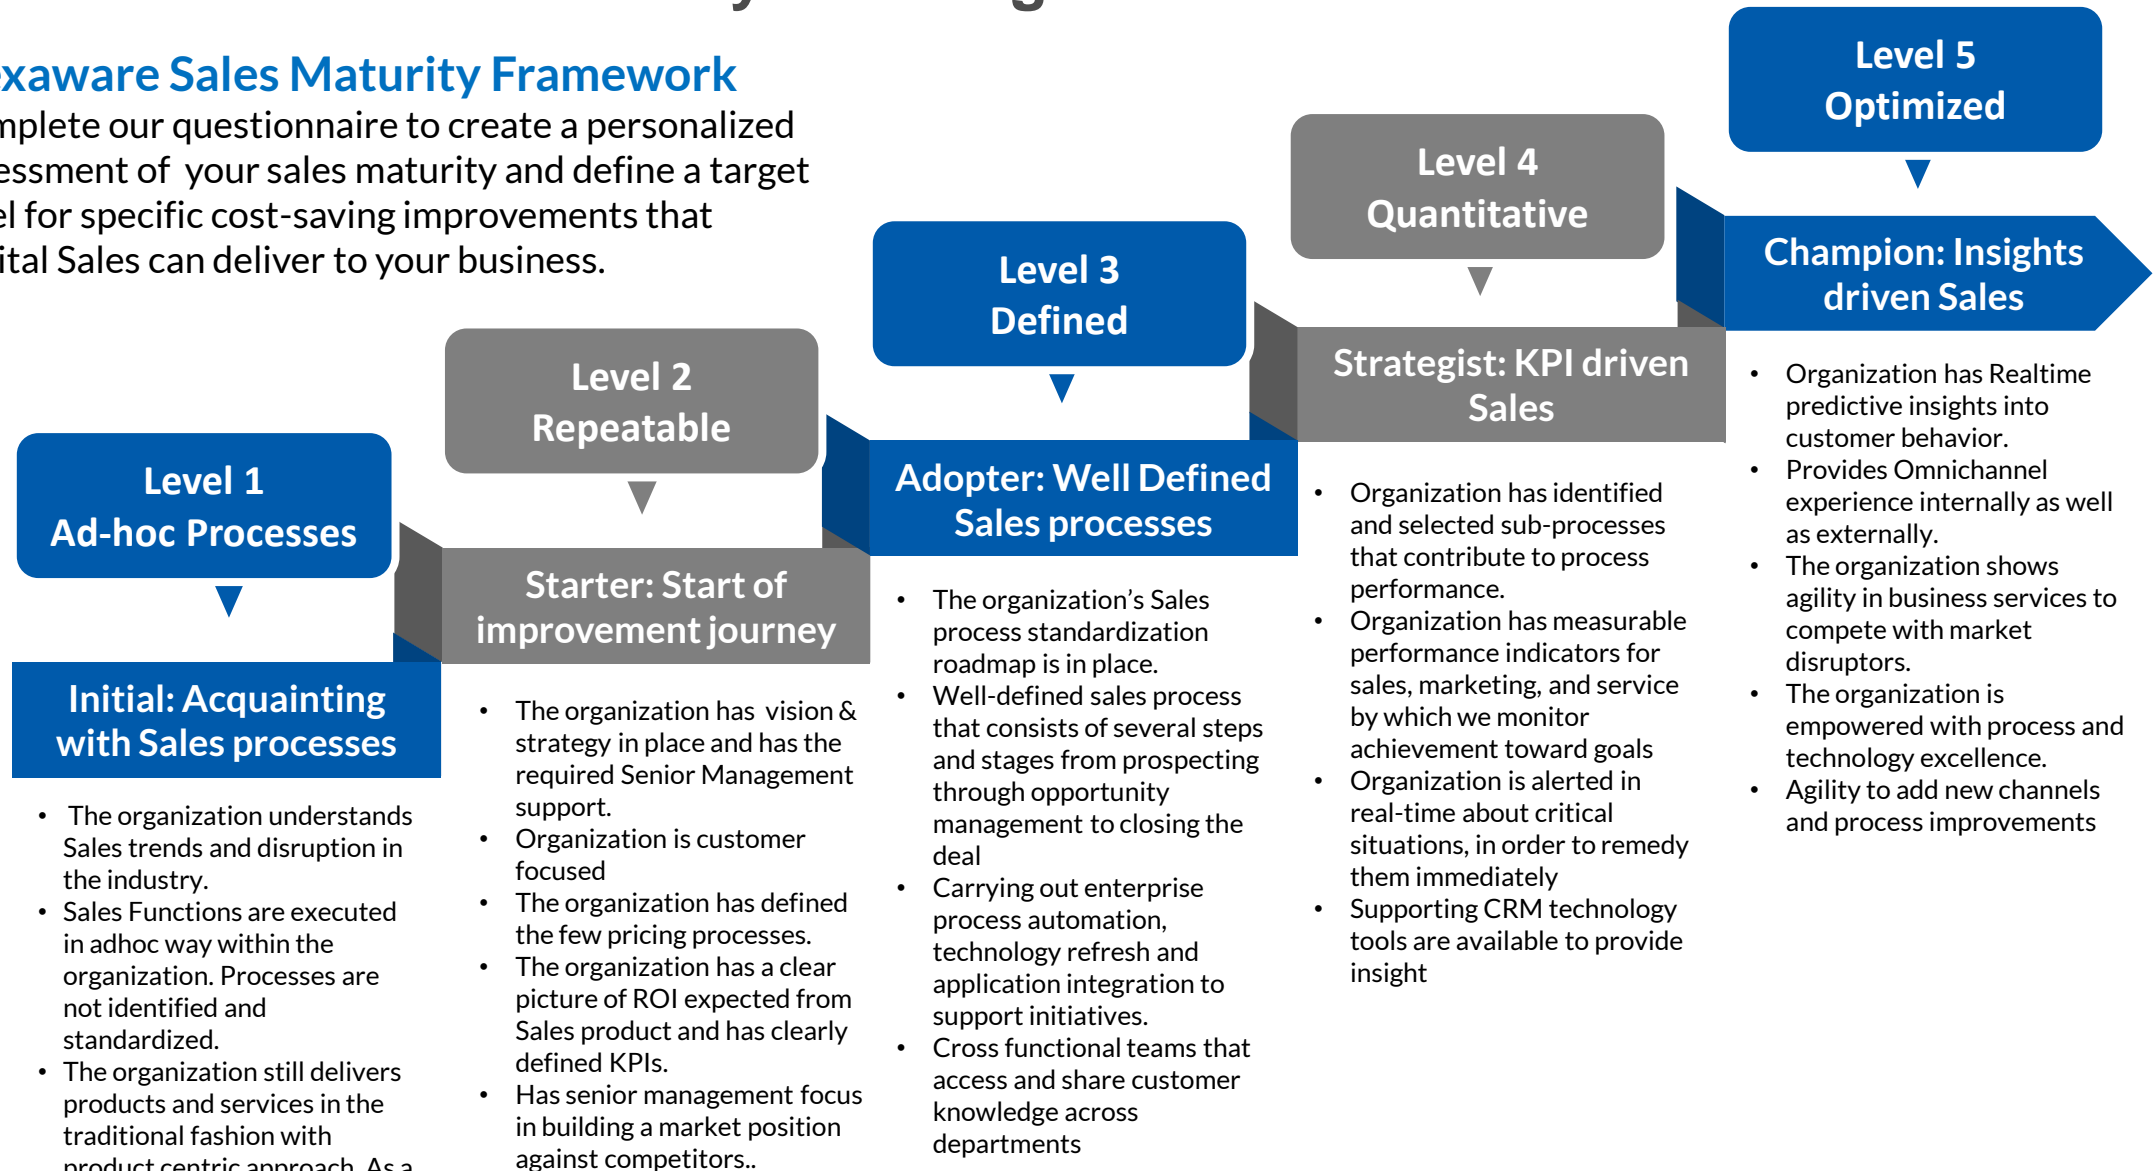 exaware Sales Maturity Framework
mplete our questionnaire to create a personalized
essment of your sales maturity and define a target
el for specific cost-saving improvements that
ital Sales can deliver to your business.
Level 1
Ad-hoc Processes
Initial: Acquainting
with Sales processes
• The organization understands
Sales trends and disruption in
the industry.
• Sales Functions are executed
in adhoc way within the
organization. Processes are
not identified and
standardized.
• The organization still delivers
products and services in the
traditional fashion with
product centric approach. As a
Level 2
Repeatable
Starter: Start of
improvement journey
• The organization has vision &
strategy in place and has the
required Senior Management
support.
• Organization is customer
focused
• The organization has defined
the few pricing processes.
• The organization has a clear
picture of ROI expected from
Sales product and has clearly
defined KPIs.
• Has senior management focus
in building a market position
against competitors..
Level 3
Defined
Adopter: Well Defined
Sales processes
• The organization’s Sales
process standardization
roadmap is in place.
• Well-defined sales process
that consists of several steps
and stages from prospecting
through opportunity
management to closing the
deal
• Carrying out enterprise
process automation,
technology refresh and
application integration to
support initiatives.
• Cross functional teams that
access and share customer
knowledge across
departments
Level 4
Quantitative
Strategist: KPI driven
Sales
• Organization has identified
and selected sub-processes
that contribute to process
performance.
• Organization has measurable
performance indicators for
sales, marketing, and service
by which we monitor
achievement toward goals
• Organization is alerted in
real-time about critical
situations, in order to remedy
them immediately
• Supporting CRM technology
tools are available to provide
insight
Level 5
Optimized
Champion: Insights
driven Sales
• Organization has Realtime
predictive insights into
customer behavior.
• Provides Omnichannel
experience internally as well
as externally.
• The organization shows
agility in business services to
compete with market
disruptors.
• The organization is
empowered with process and
technology excellence.
• Agility to add new channels
and process improvements